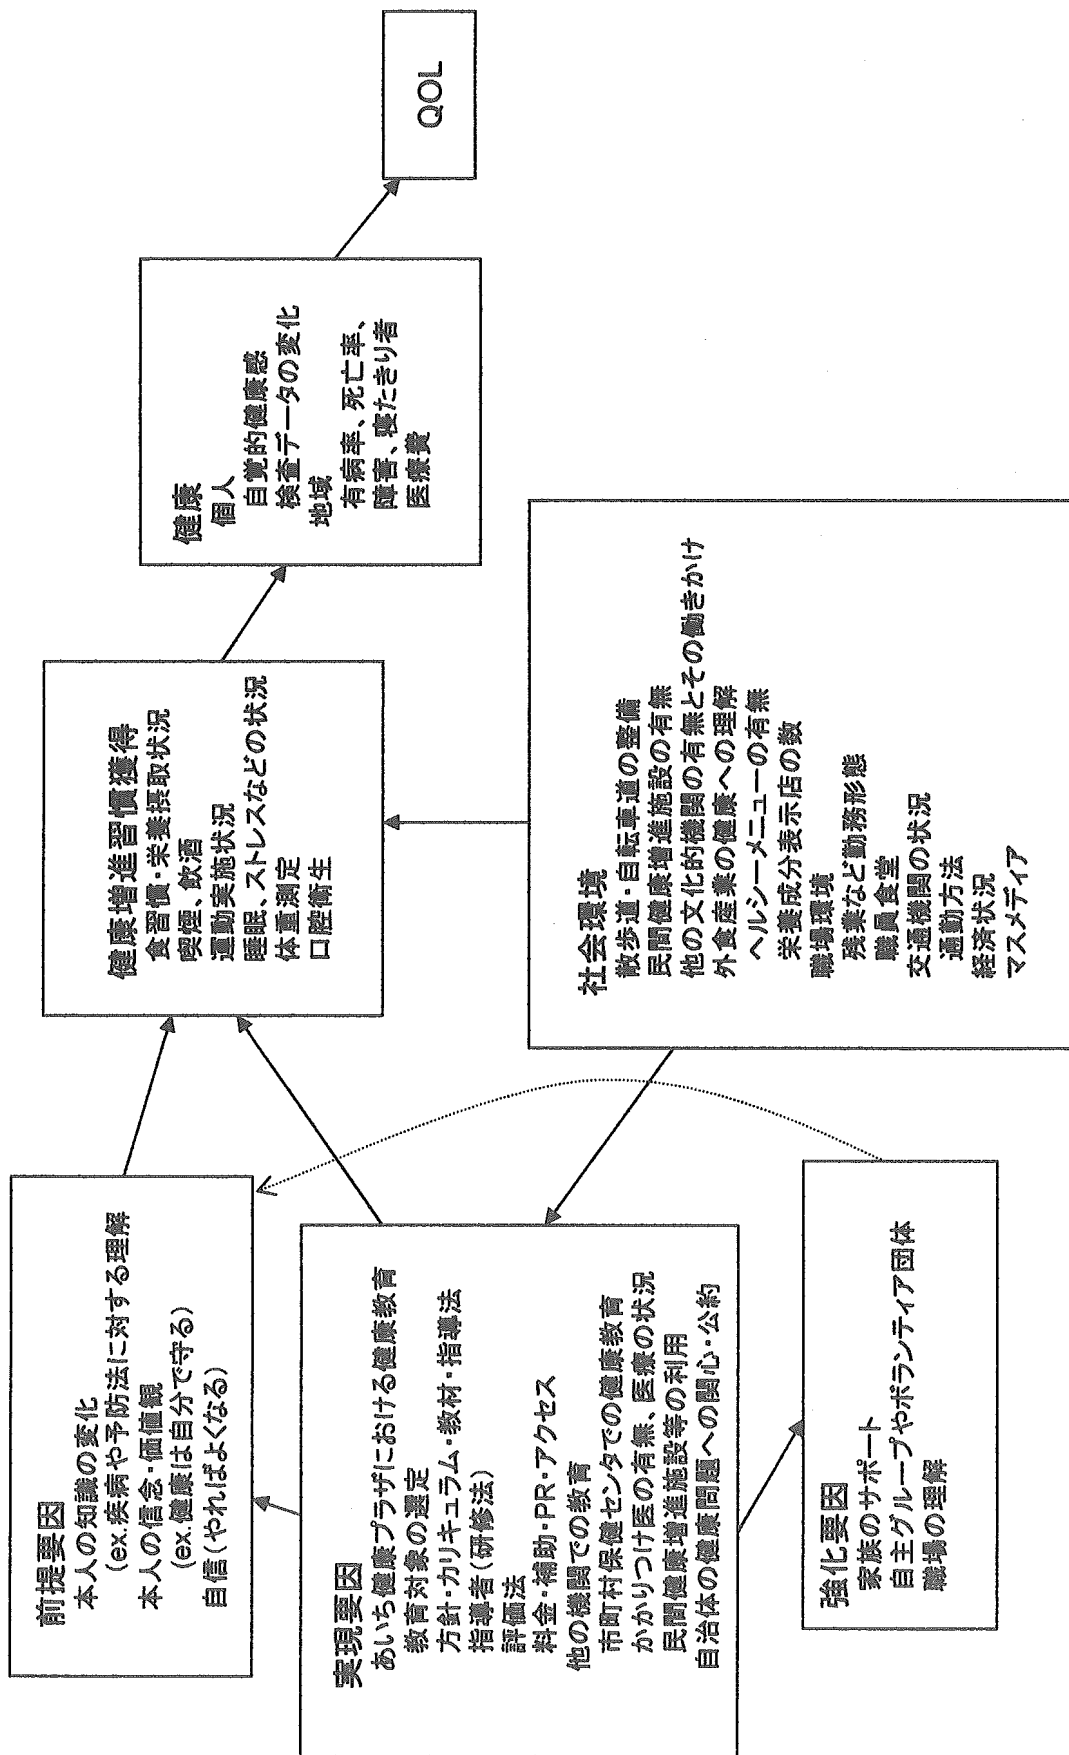 前提要因
本人の知識の変化
(ex.疾病や予防法に対する理解
本人の信念・価値観
(ex.健康は自分で守る)
自信(やればよくなる)
実現要因
あいち健康プラザにおける健康教育
教育対象の選定
方針・カリキュラム・教材・指導法
指導者(研修法)
評価法
料金・補助・PR・アクセス
他の機関での教育
市町村保健センタでの健康教育
かかりつけ医の有無、医療の状況
民間健康増進施設等の利用
自治体の健康問題への関心・公約
強化要因
家族のサポート
自主グループやボランティア団体
職場の理解
健康増進習慣獲得
食習慣・栄養摂取状況
喫煙、飲酒
運動実施状況
睡眠、ストレスなどの状況
体重測定
口腔衛生
社会環境
散歩道・自転車道の整備
民間健康増進施設の有無
他の文化的機関の有無とその働きかけ
外食産業の健康への理解
ヘルシーメニューの有無
栄養成分表示店の数
職場環境
残業など勤務形態
職員食堂
交通機関の状況
通勤方法
経済状況
マスメディア
健康
個人
自覚的健康感
検査データの変化
地域
有病率、死亡率、
障害、寝たきり者
医療費
QOL